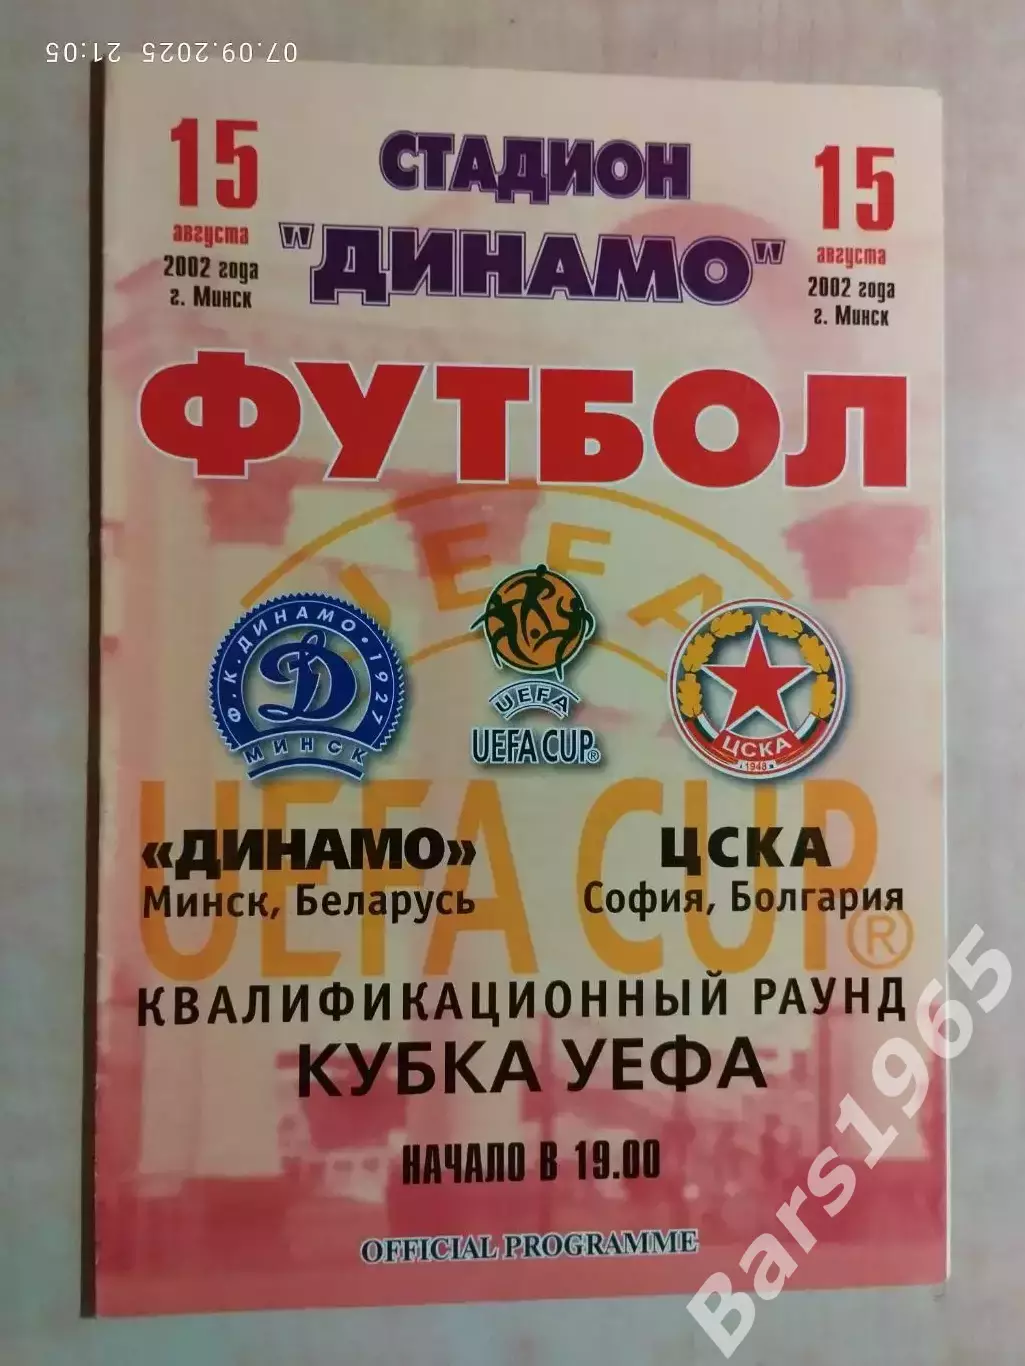 07.09.2025 21:05
15
августа
2002 года
г. Минск
СТАДИОН
"ДИНАМО"
15
августа
2002 года
г. Минск
ФУТБОЛ
UEFA
Ф.К. ДИНАМО • 1927
МИНСК
UEFA
UEFA CUP®
ЦСКА
1948
UEFA CUP®
«ДИНАМО»
Минск, Беларусь
ЦСКА
София, Болгария
КВАЛИФИКАЦИОННЫЙ РАУНД
КУБКА УЕФА
НАЧАЛО В 19.00
OFFICIAL PROGRAMME
Bars1965